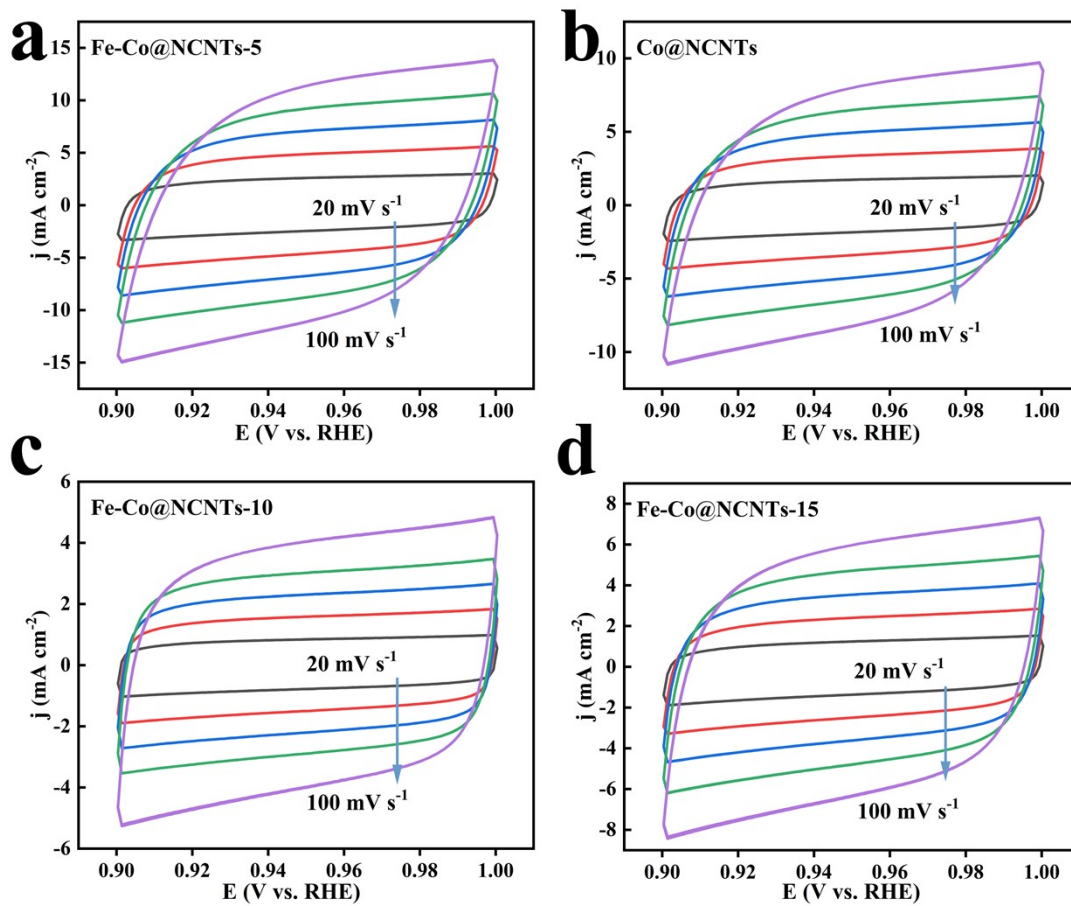 a
Fe-Co@NCNTs-5
15
10
5
0
-5
-10
-15
j (mA cm⁻²)
20 mV s⁻¹
100 mV s⁻¹
0.90 0.92 0.94 0.96 0.98 1.00
E (V vs. RHE)
b
Co@NCNTs
10
5
0
-5
-10
j (mA cm⁻²)
20 mV s⁻¹
100 mV s⁻¹
0.90 0.92 0.94 0.96 0.98 1.00
E (V vs. RHE)
c
Fe-Co@NCNTs-10
6
4
2
0
-2
-4
-6
j (mA cm⁻²)
20 mV s⁻¹
100 mV s⁻¹
0.90 0.92 0.94 0.96 0.98 1.00
E (V vs. RHE)
d
Fe-Co@NCNTs-15
8
6
4
2
0
-2
-4
-6
-8
j (mA cm⁻²)
20 mV s⁻¹
100 mV s⁻¹
0.90 0.92 0.94 0.96 0.98 1.00
E (V vs. RHE)